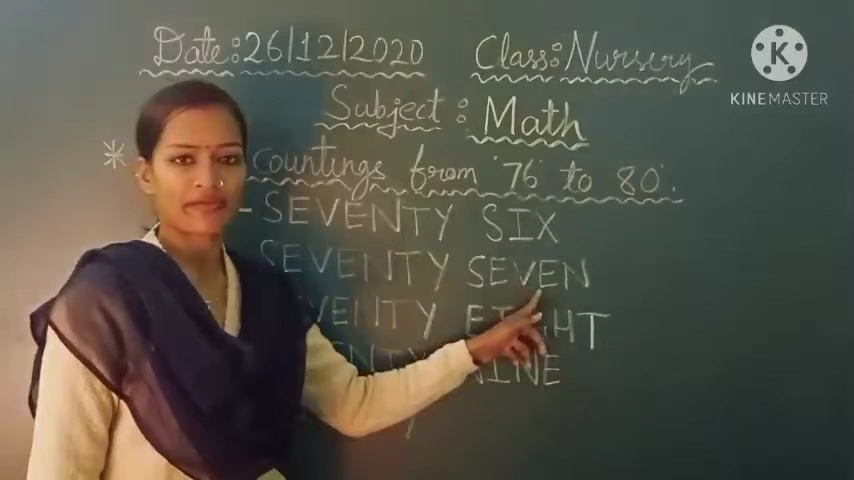 Date:26/12/2020 Class:Nursery
K
KINEMASTER
Subject : Math
* countings from '76' to 80'.
- SEVENTY SIX
SEVENTY SEVEN
NINE